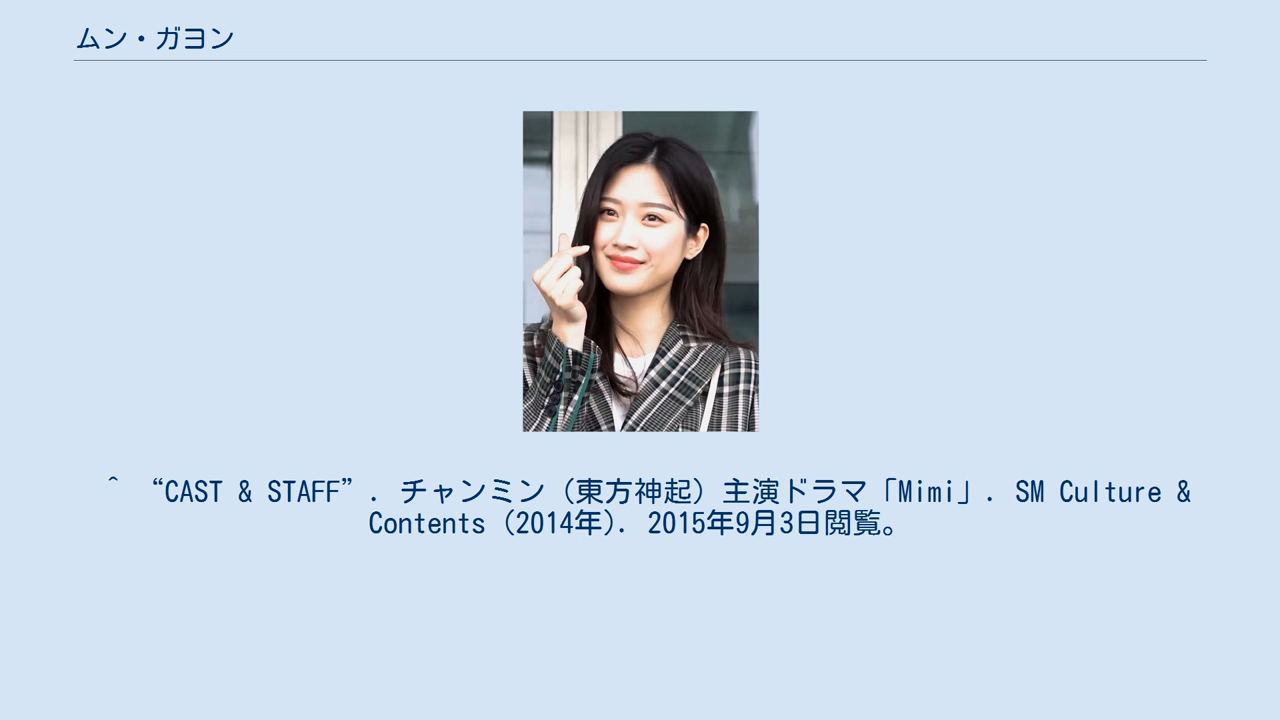 ムン・ガヨン
^ “CAST & STAFF”. チャンミン（東方神起）主演ドラマ「Mimi」. SM Culture &
Contents (2014年). 2015年9月3日閲覧。